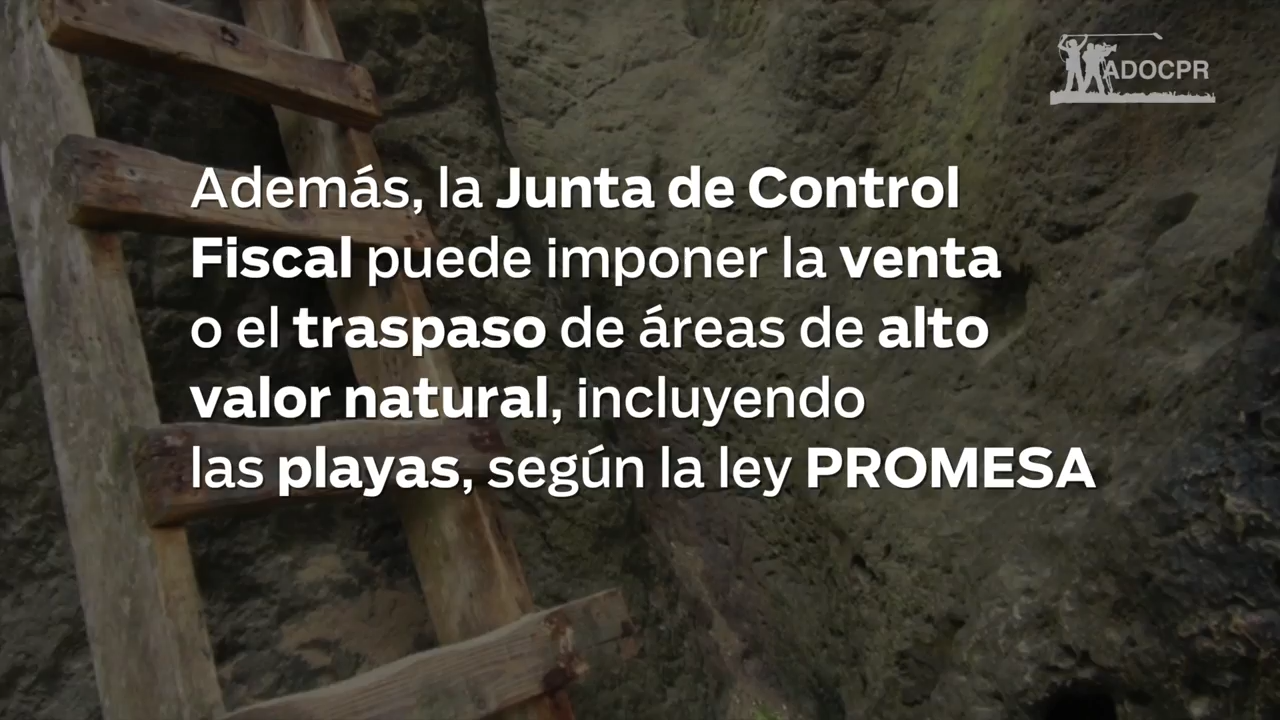 MADOCPR
Además, la Junta de Control
Fiscal puede imponer la venta
o el traspaso de áreas de alto
valor natural, incluyendo
las playas, según la ley PROMESA